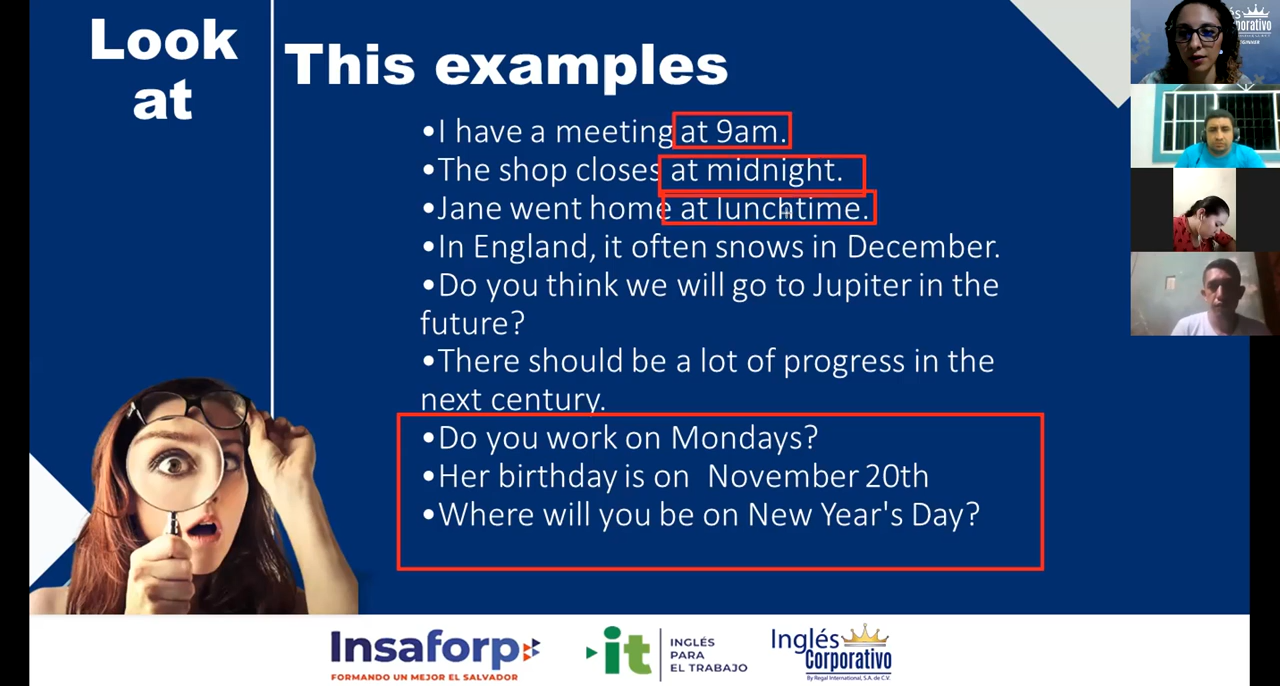 Look
at
This examples
•I have a meeting at 9am.
•The shop closes at midnight.
•Jane went home at lunchtime.
•In England, it often snows in December.
•Do you think we will go to Jupiter in the
future?
•There should be a lot of progress in the
next century.
•Do you work on Mondays?
•Her birthday is on November 20th
•Where will you be on New Year's Day?
Insaforp
FORMANDO UN MEJOR EL SALVADOR
it
INGLÉS
PARA
EL TRABAJO
Inglés
Corporativo
By Regal International, S.A. de C.V.